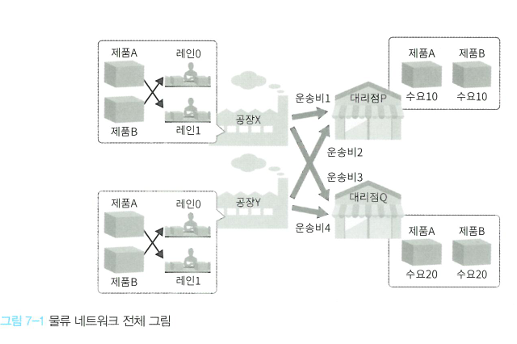 제품A
레인0
제품B
레인1
공장X
운송비1
대리점P
제품A
제품B
수요10
수요10
운송비2
운송비3
제품A
레인0
제품B
레인1
공장Y
운송비4
대리점Q
제품A
제품B
수요20
수요20
그림 7-1 물류 네트워크 전체 그림